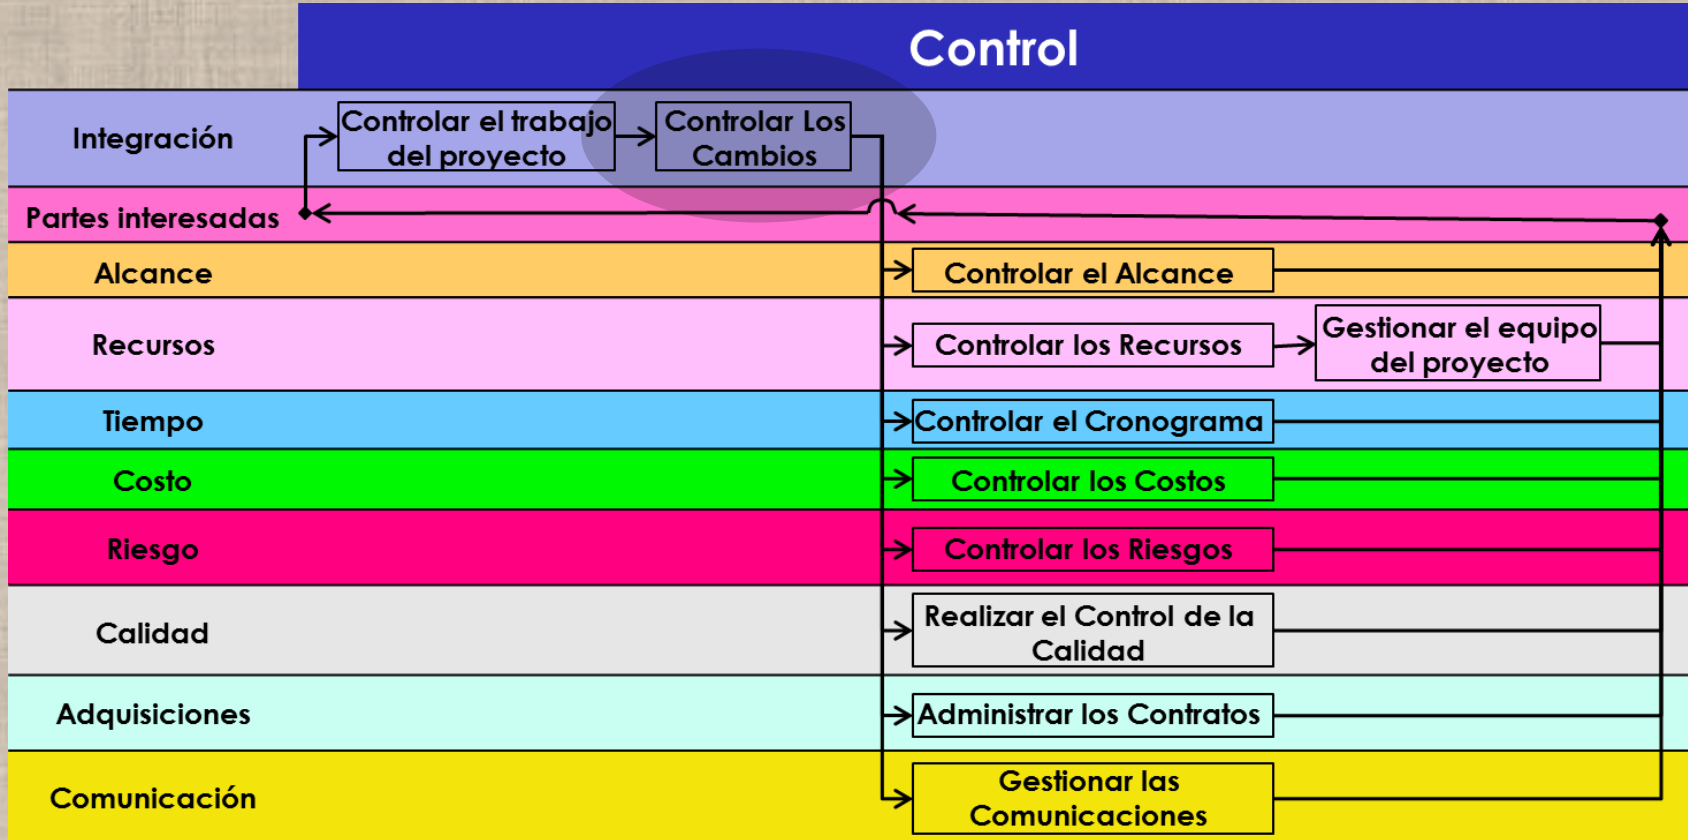 Control
Integración
Controlar el trabajo
del proyecto
Controlar Los
Cambios
Partes interesadas
Alcance
Controlar el Alcance
Recursos
Controlar los Recursos
Gestionar el equipo
del proyecto
Tiempo
Controlar el Cronograma
Costo
Controlar los Costos
Riesgo
Controlar los Riesgos
Calidad
Realizar el Control de la
Calidad
Adquisiciones
Administrar los Contratos
Comunicación
Gestionar las
Comunicaciones